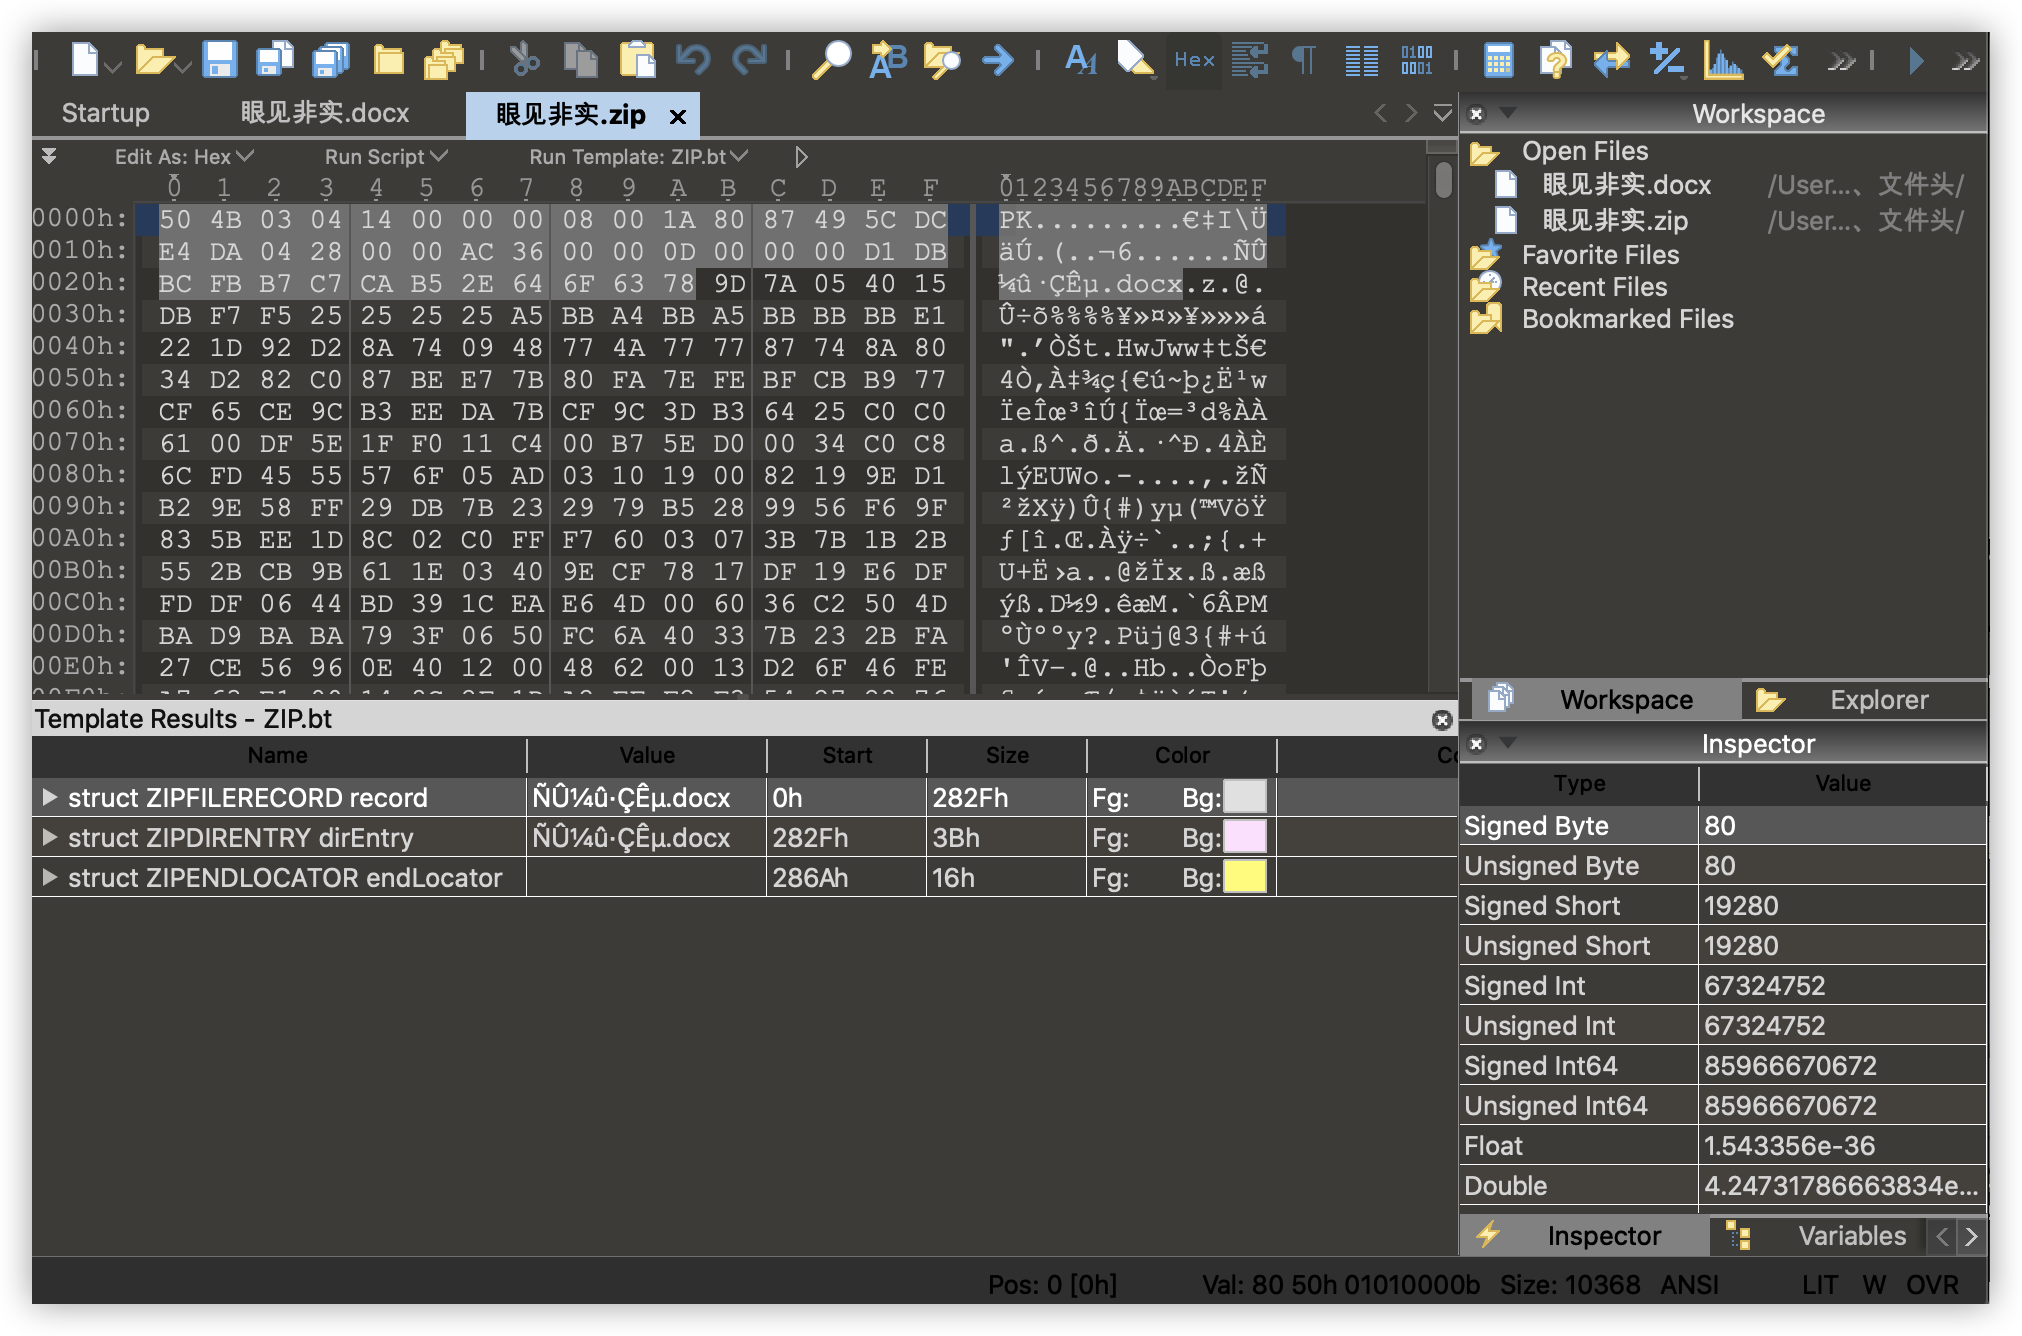 Hex
0100
0001
Startup
眼见非实.docx
眼见非实.zip
Edit As: Hex
Run Script
Run Template: ZIP.bt
0 1 2 3 4 5 6 7 8 9 A B C D E F 0123456789ABCDEF
0000h: 50 4B 03 04 14 00 00 00 08 00 1A 80 87 49 5C DC PK.........€‡I\Ü
0010h: E4 DA 04 28 00 00 AC 36 00 00 0D 00 00 00 D1 DB äÚ.(..¬6......ÑÛ
0020h: BC FB B7 C7 CA B5 2E 64 6F 63 78 9D 7A 05 40 15 ¼û·ÇÊµ.docx.z.@.
0030h: DB F7 F5 25 25 25 25 A5 BB A4 BB A5 BB BB BB E1 Û÷õ%%%%¥»¤»¥»»»á
0040h: 22 1D 92 D2 8A 74 09 48 77 4A 77 77 87 74 8A 80 ".’ÒŠt.HwJww‡tŠ€
0050h: 34 D2 82 C0 87 BE E7 7B 80 FA 7E FE BF CB B9 77 4Ò‚À‡¾ç{€ú~þ¿Ë¹w
0060h: CF 65 CE 9C B3 EE DA 7B CF 9C 3D B3 64 25 C0 C0 ÏeÎœ³îÚ{Ïœ=³d%ÀÀ
0070h: 61 00 DF 5E 1F F0 11 C4 00 B7 5E D0 00 34 C0 C8 a.ß^.ð.Ä.·^Ð.4ÀÈ
0080h: 6C FD 45 55 57 6F 05 AD 03 10 19 00 82 19 9E D1 lýEUWo.-....‚.žÑ
0090h: B2 9E 58 FF 29 DB 7B 23 29 79 B5 28 99 56 F6 9F ²žXÿ)Û{#)yµ(™VöŸ
00A0h: 83 5B EE 1D 8C 02 C0 FF F7 60 03 07 3B 7B 1B 2B ƒ[î.Œ.Àÿ÷`..;{.+
00B0h: 55 2B CB 9B 61 1E 03 40 9E CF 78 17 DF 19 E6 DF U+Ë›a..@žÏx.ß.æß
00C0h: FD DF 06 44 BD 39 1C EA E6 4D 00 60 36 C2 50 4D ýß.D½9.êæM.`6ÂPM
00D0h: BA D9 BA BA 79 3F 06 50 FC 6A 40 33 7B 23 2B FA ºÙººy?.Püj@3{#+ú
00E0h: 27 CE 56 96 0E 40 12 00 48 62 00 13 D2 6F 46 FE 'ÎV–.@..Hb..ÒoFþ
Template Results - ZIP.bt
Name Value Start Size Color
struct ZIPFILERECORD record ÑÛ¼û·ÇÊµ.docx 0h 282Fh Fg: Bg:
struct ZIPDIRENTRY dirEntry ÑÛ¼û·ÇÊµ.docx 282Fh 3Bh Fg: Bg:
struct ZIPENDLOCATOR endLocator 286Ah 16h Fg: Bg:
Workspace
Open Files
眼见非实.docx /User...、文件头/
眼见非实.zip /User...、文件头/
Favorite Files
Recent Files
Bookmarked Files
Workspace
Explorer
Inspector
Type Value
Signed Byte 80
Unsigned Byte 80
Signed Short 19280
Unsigned Short 19280
Signed Int 67324752
Unsigned Int 67324752
Signed Int64 85966670672
Unsigned Int64 85966670672
Float 1.543356e-36
Double 4.24731786663834e...
Inspector
Variables
Pos: 0 [0h] Val: 80 50h 01010000b Size: 10368 ANSI LIT W OVR